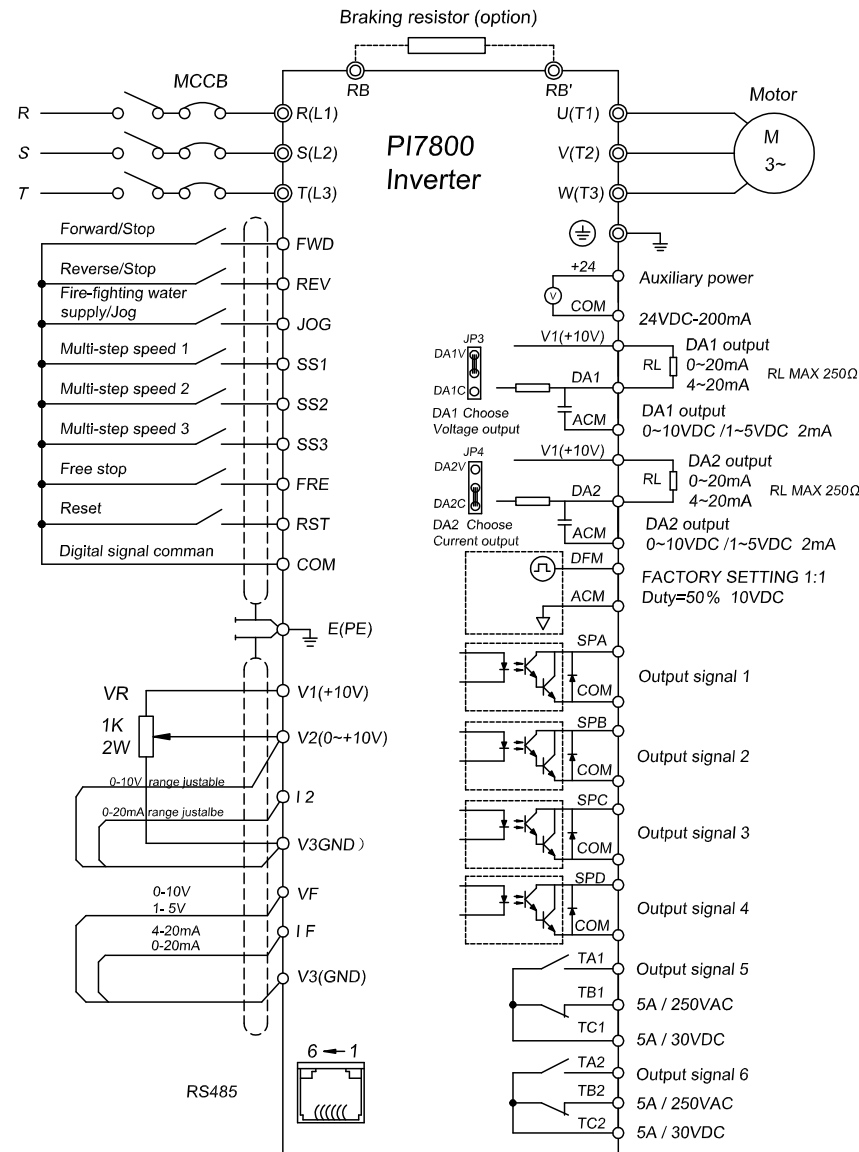 Braking resistor (option)
RB
RB'
MCCB
R
R(L1)
S
S(L2)
T
T(L3)
PI7800
Inverter
U(T1)
V(T2)
W(T3)
Motor
M
3~
Forward/Stop
FWD
Reverse/Stop
REV
Fire-fighting water
supply/Jog
JOG
Multi-step speed 1
SS1
Multi-step speed 2
SS2
Multi-step speed 3
SS3
Free stop
FRE
Reset
RST
Digital signal comman
COM
E(PE)
VR
1K
2W
V1(+10V)
V2(0~+10V)
0-10V range justable
I 2
0-20mA range justalbe
V3GND）
0-10V
1- 5V
VF
4-20mA
0-20mA
I F
V3(GND)
RS485
6
1
+24
Auxiliary power
V
COM
24VDC-200mA
JP3
DA1V
DA1C
DA1 Choose
Voltage output
V1(+10V)
DA1
ACM
RL
DA1 output
0~20mA
4~20mA
RL MAX 250Ω
DA1 output
0~10VDC /1~5VDC 2mA
JP4
DA2V
DA2C
DA2 Choose
Current output
V1(+10V)
DA2
ACM
RL
DA2 output
0~20mA
4~20mA
RL MAX 250Ω
DA2 output
0~10VDC /1~5VDC 2mA
DFM
ACM
FACTORY SETTING 1:1
Duty=50% 10VDC
SPA
COM
Output signal 1
SPB
COM
Output signal 2
SPC
COM
Output signal 3
SPD
COM
Output signal 4
TA1
Output signal 5
TB1
5A / 250VAC
TC1
5A / 30VDC
TA2
Output signal 6
TB2
5A / 250VAC
TC2
5A / 30VDC